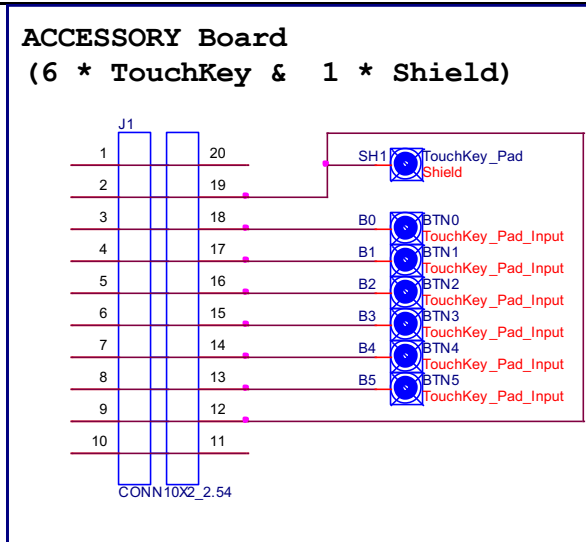 ACCESSORY Board
(6 * TouchKey & 1 * Shield)
J1
1 20
2 19
3 18
4 17
5 16
6 15
7 14
8 13
9 12
10 11
CONN10X2_2.54
SH1 TouchKey_Pad
Shield
B0 BTN0
TouchKey_Pad_Input
B1 BTN1
TouchKey_Pad_Input
B2 BTN2
TouchKey_Pad_Input
B3 BTN3
TouchKey_Pad_Input
B4 BTN4
TouchKey_Pad_Input
B5 BTN5
TouchKey_Pad_Input